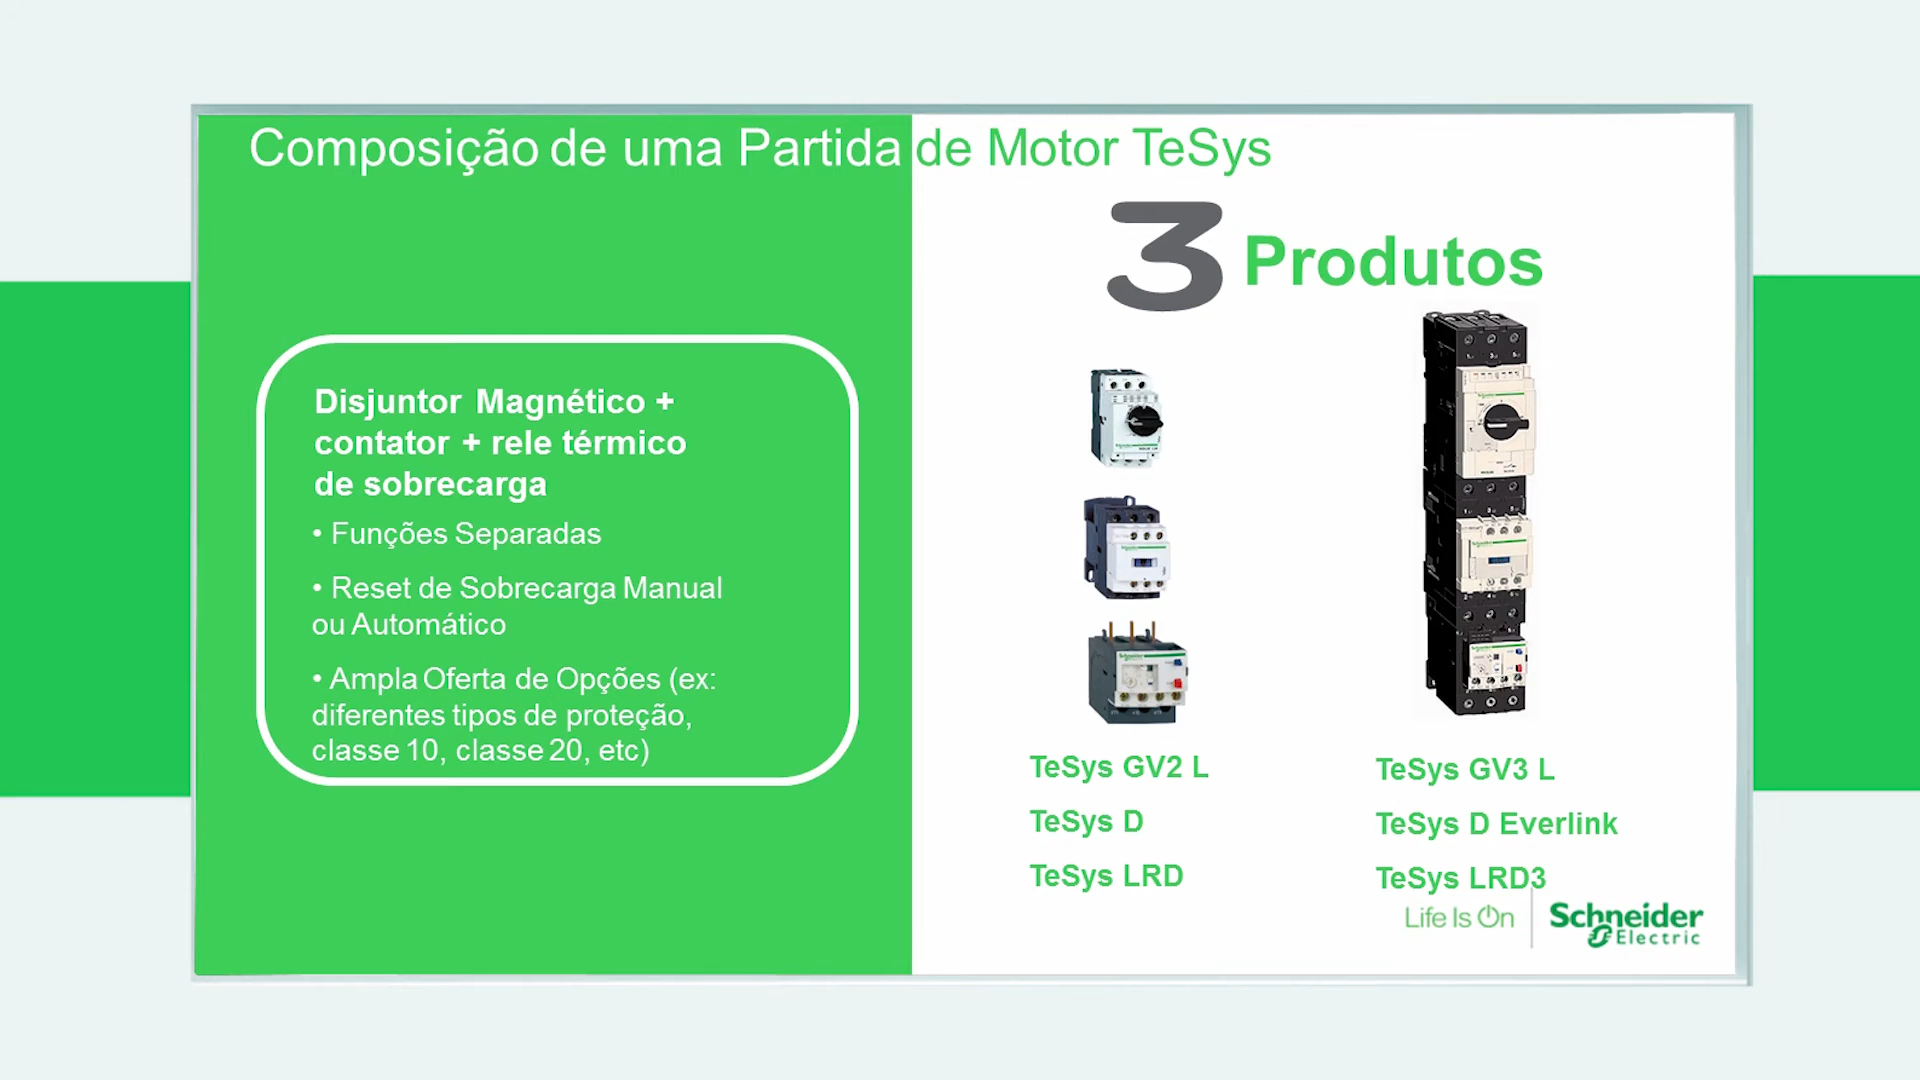 Composição de uma Partida de Motor TeSys
3 Produtos
Disjuntor Magnético +
contator + rele térmico
de sobrecarga
• Funções Separadas
• Reset de Sobrecarga Manual
ou Automático
• Ampla Oferta de Opções (ex:
diferentes tipos de proteção,
classe 10, classe 20, etc)
TeSys GV2 L
TeSys D
TeSys LRD
TeSys GV3 L
TeSys D Everlink
TeSys LRD3
Life Is On
Schneider
Electric